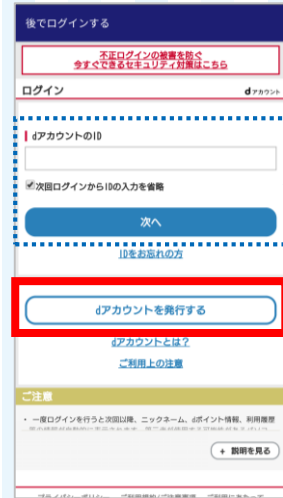 後でログインする
不正ログインの被害を防ぐ
今すぐできるセキュリティ対策はこちら
ログイン
dアカウント
dアカウントのID
次回ログインからIDの入力を省略
次へ
IDをお忘れの方
dアカウントを発行する
dアカウントとは？
ご利用上の注意
ご注意
・ 一度ログインを行うと次回以降、ニックネーム、dポイント情報、利用履歴
+ 説明を見る